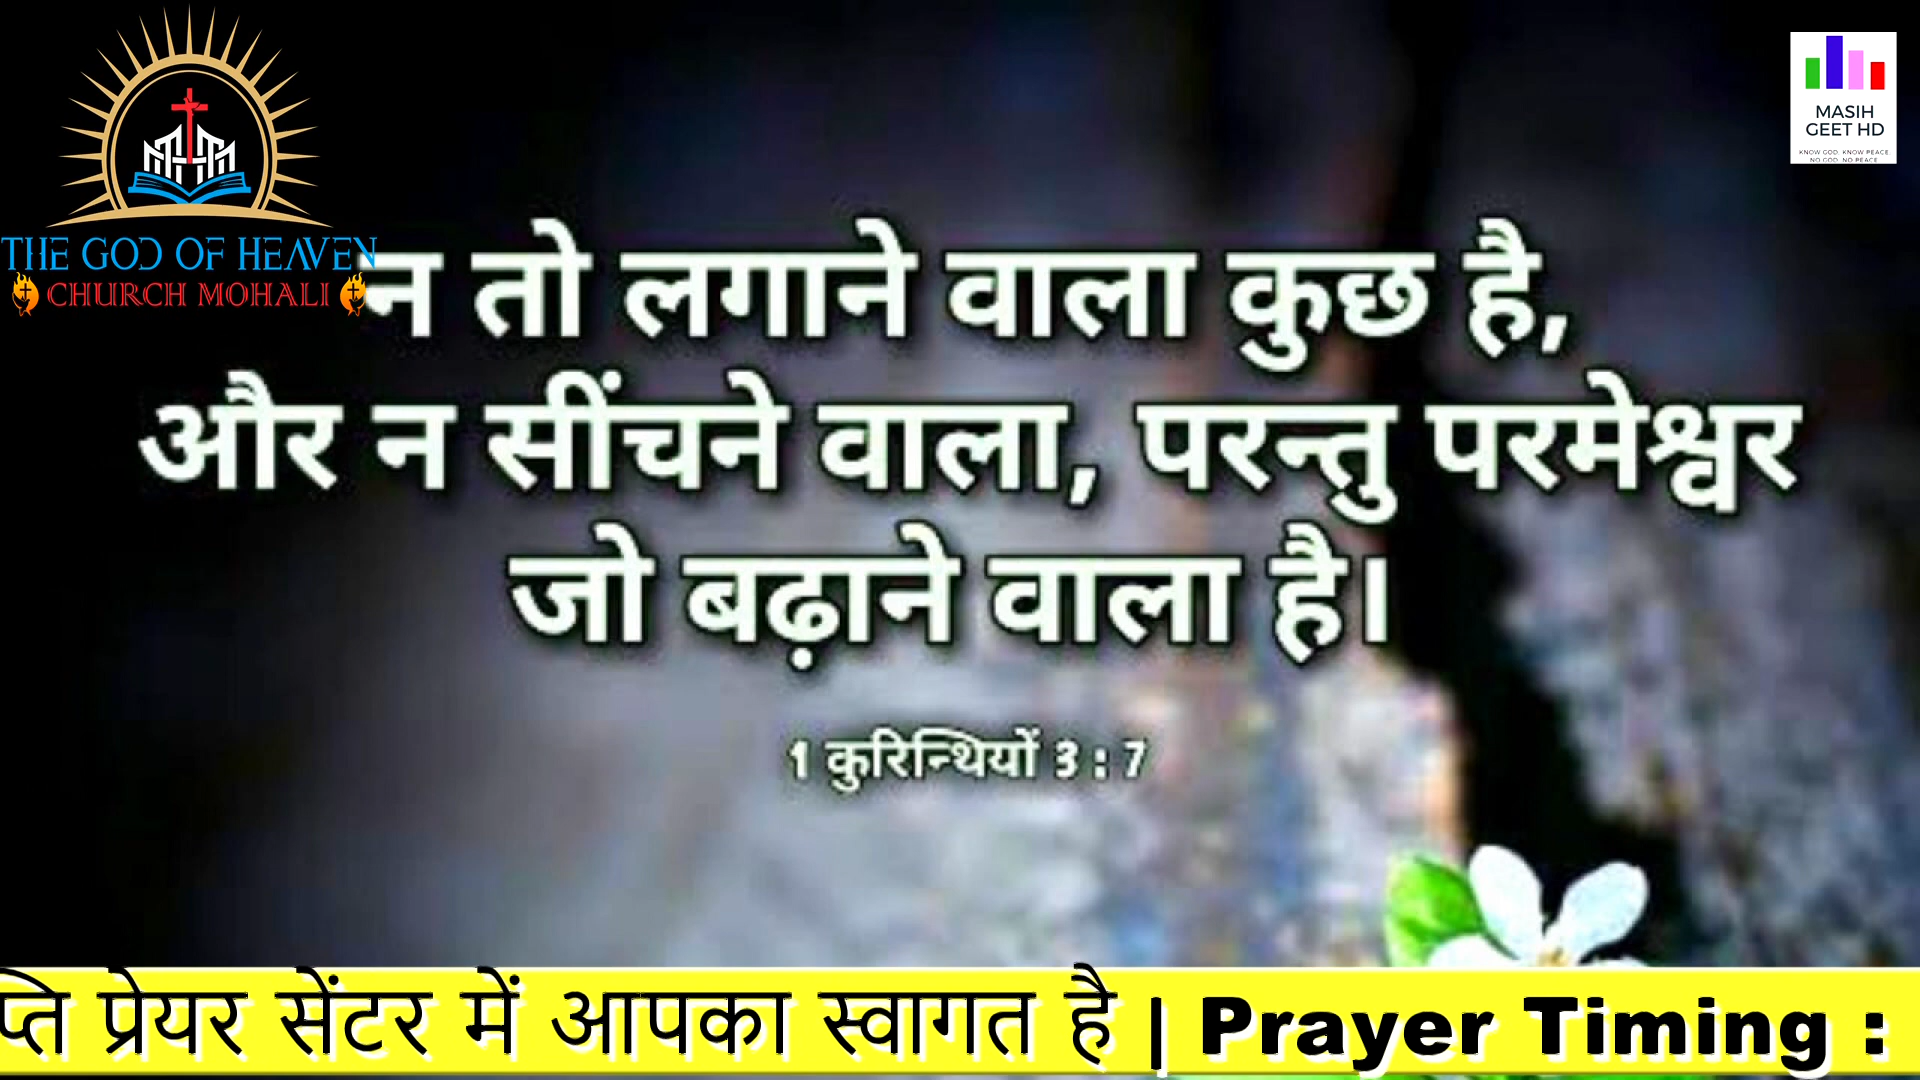 THE GOD OF HEAVEN
CHURCH MOHALI
MASIH
GEET HD
KNOW GOD. KNOW PEACE
NO GOD. NO PEACE
न तो लगाने वाला कुछ है,
और न सींचने वाला, परन्तु परमेश्वर
जो बढ़ाने वाला है।
1 कुरिन्थियों 3 : 7
प्रेयर सेंटर में आपका स्वागत है | Prayer Timing :